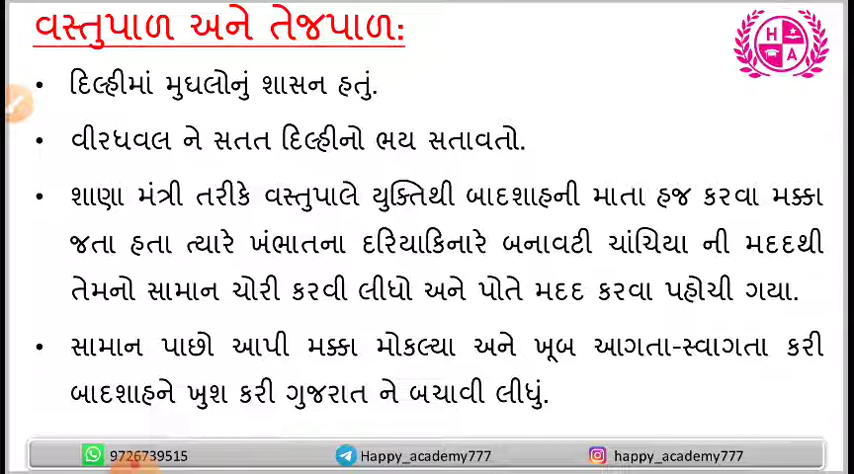 વસ્તુપાળ અને તેજપાળ:
H
A
• દિલ્હીમાં મુઘલોનું શાસન હતું.
• વીરધવલ ને સતત દિલ્હીનો ભય સતાવતો.
• શાણા મંત્રી તરીકે વસ્તુપાલે યુક્તિથી બાદશાહની માતા હજ કરવા મક્કા
જતા હતા ત્યારે ખંભાતના દરિયાકિનારે બનાવટી ચાંચિયા ની મદદથી
તેમનો સામાન ચોરી કરવી લીધો અને પોતે મદદ કરવા પહોચી ગયા.
• સામાન પાછો આપી મક્કા મોકલ્યા અને ખૂબ આગતા-સ્વાગતા કરી
બાદશાહને ખુશ કરી ગુજરાત ને બચાવી લીધું.
9726739515 Happy_academy777 happy_academy777